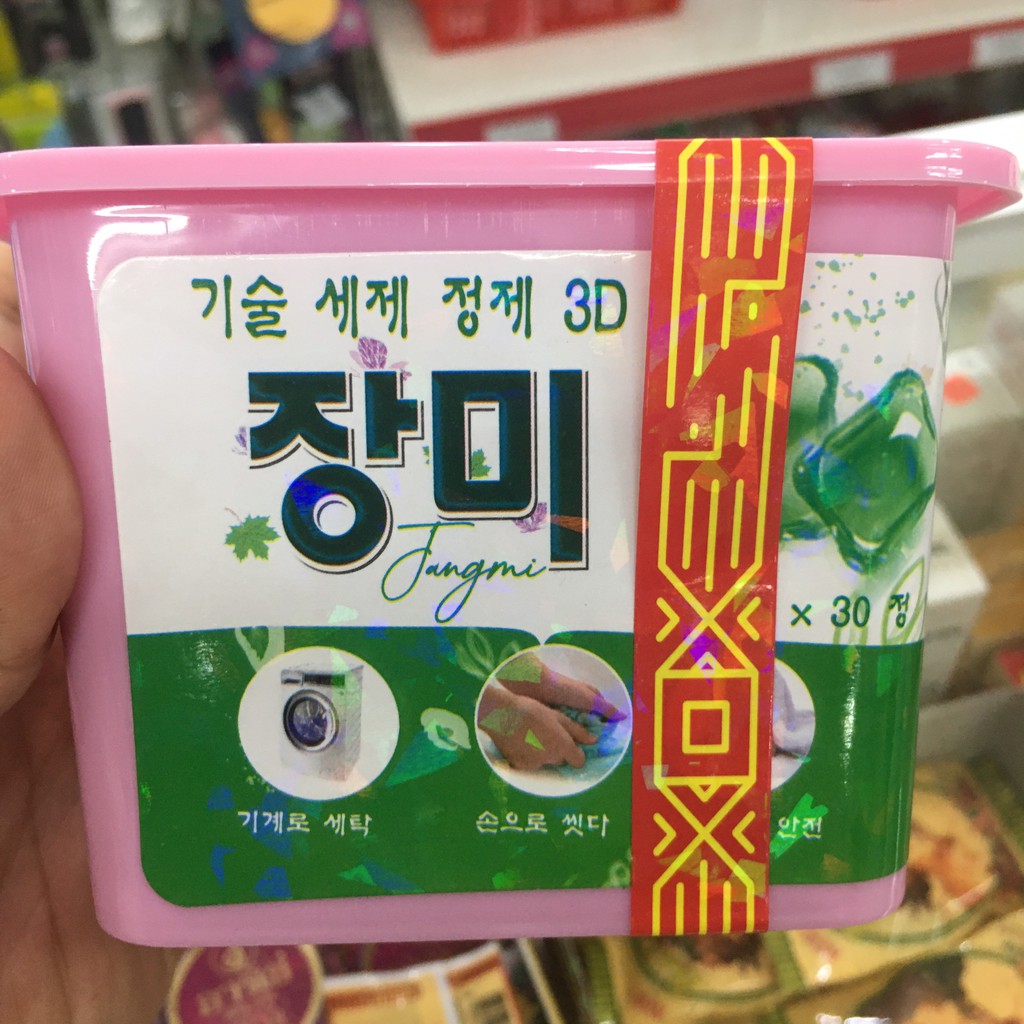 기술 세제 정제 3D
장미
Jangmi
× 30 정
기계로 세탁
손으로 씻다
안전